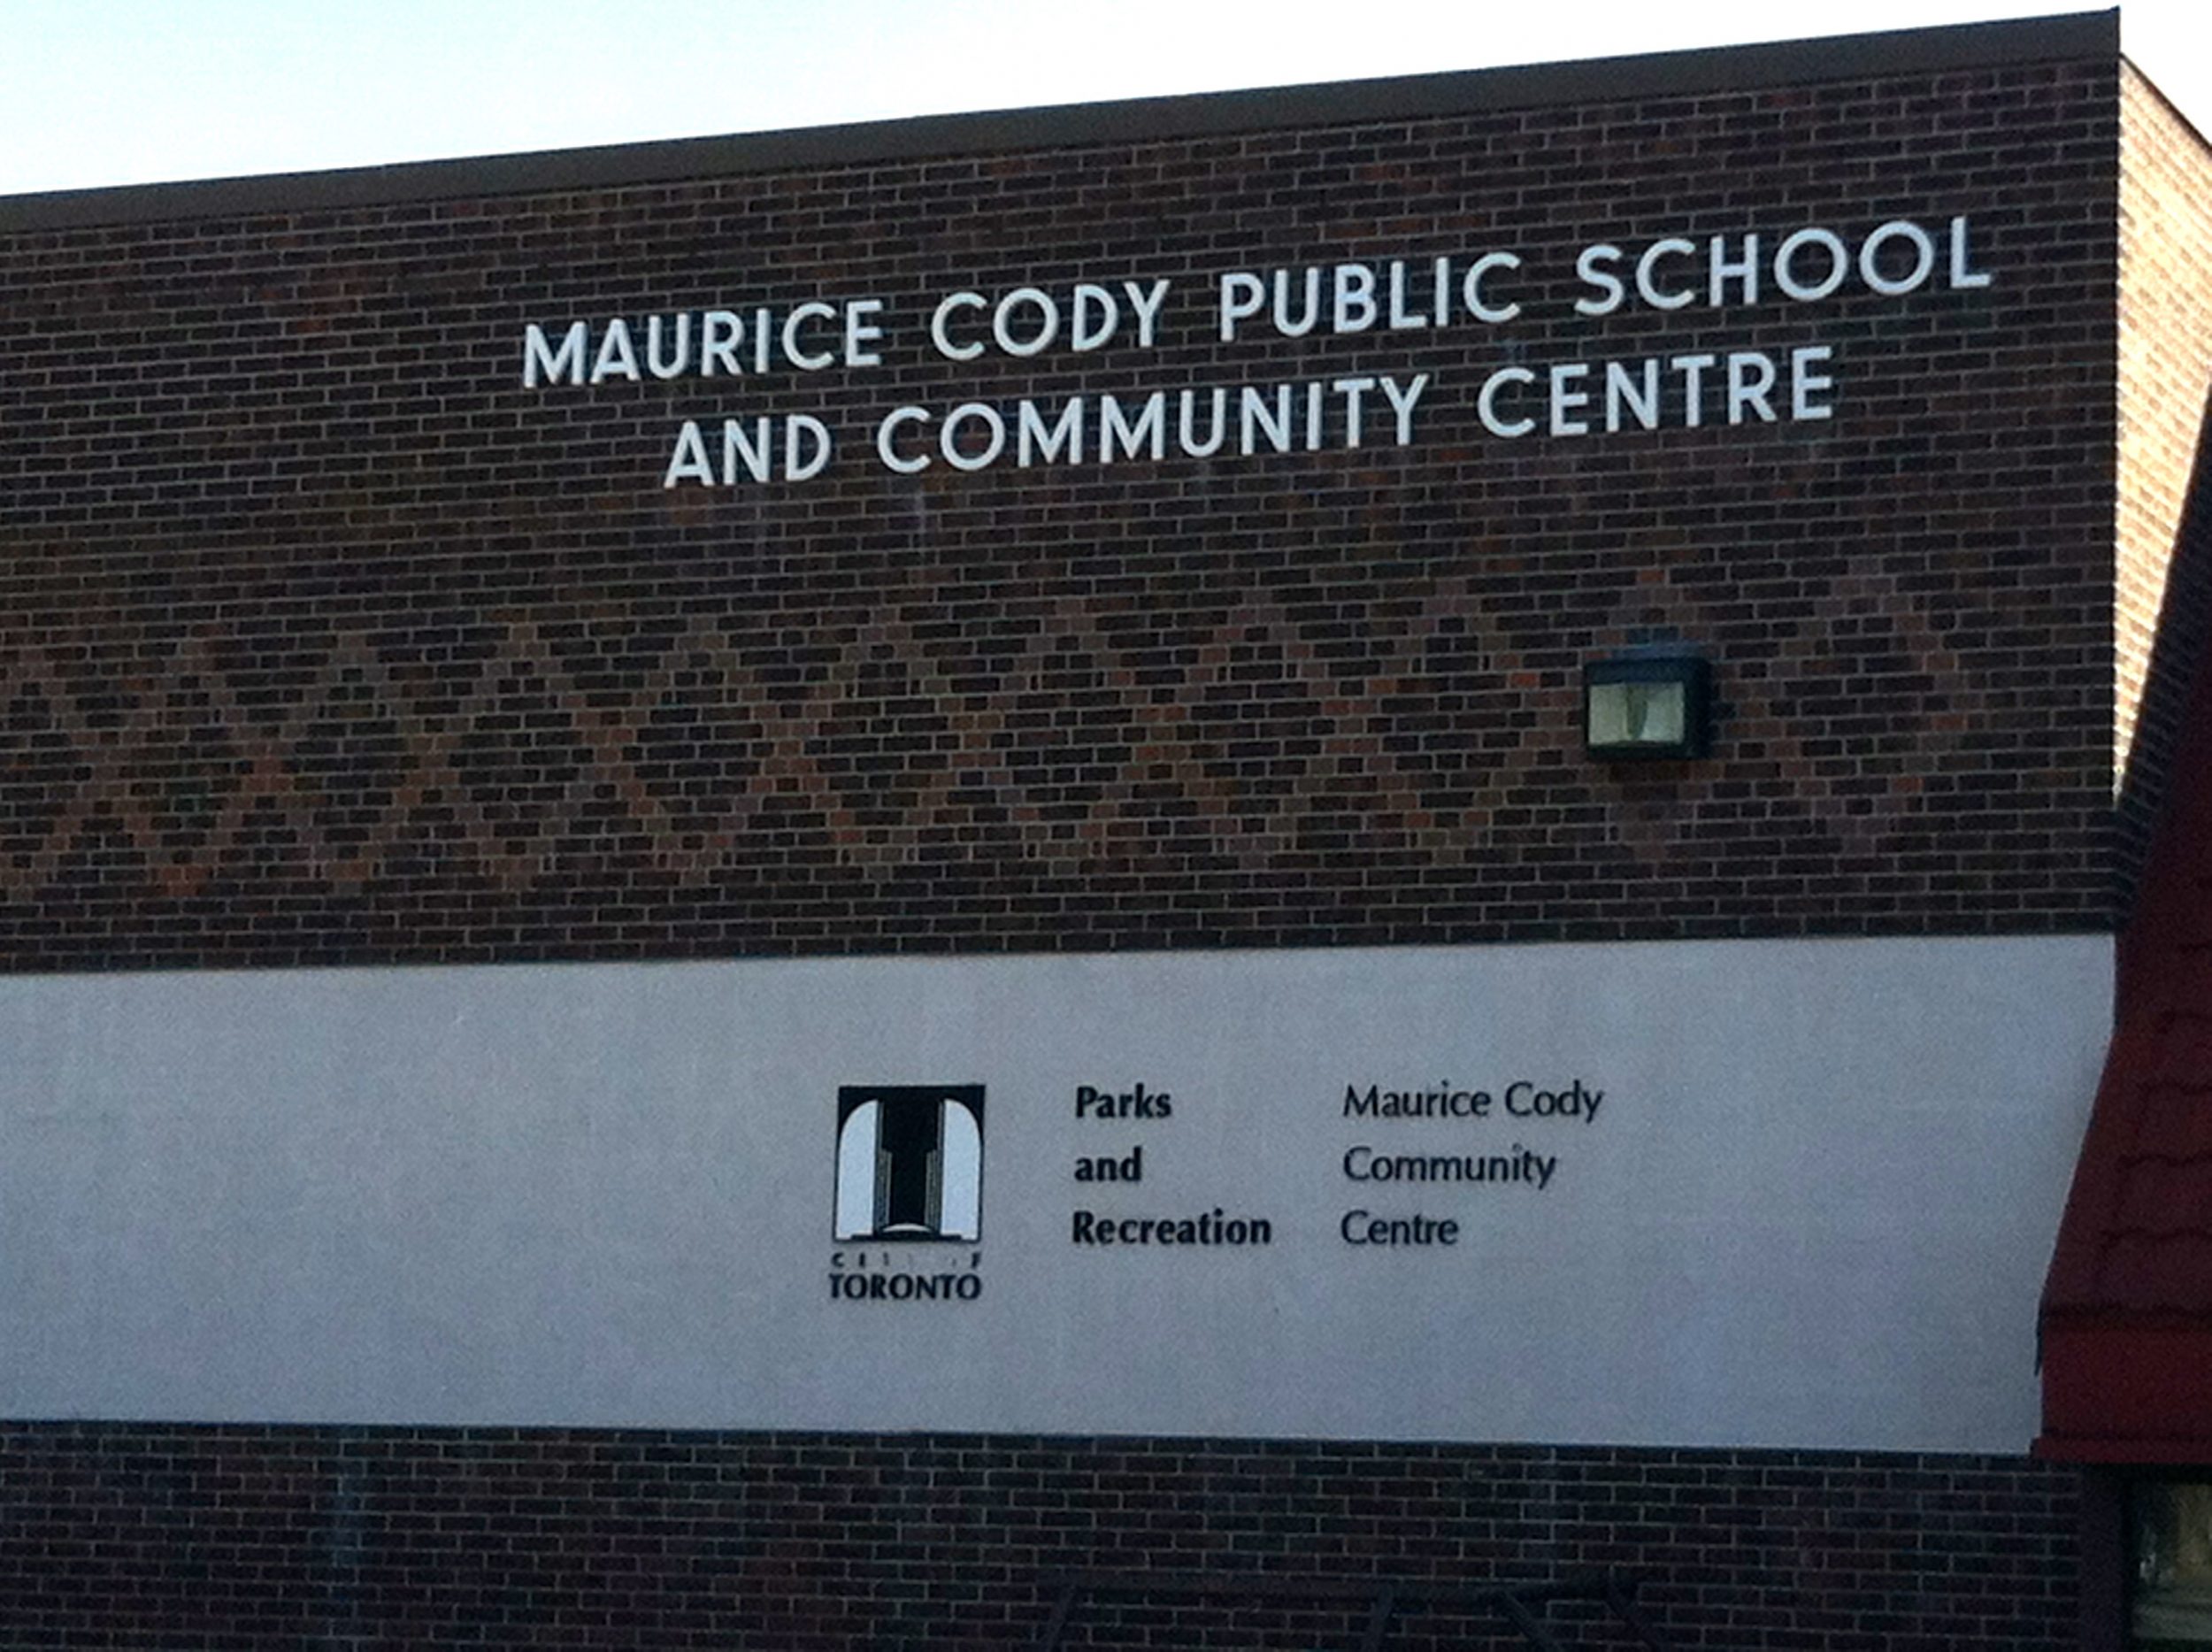 MAURICE CODY PUBLIC SCHOOL
AND COMMUNITY CENTRE
TORONTO
Parks
and
Recreation
Maurice Cody
Community
Centre